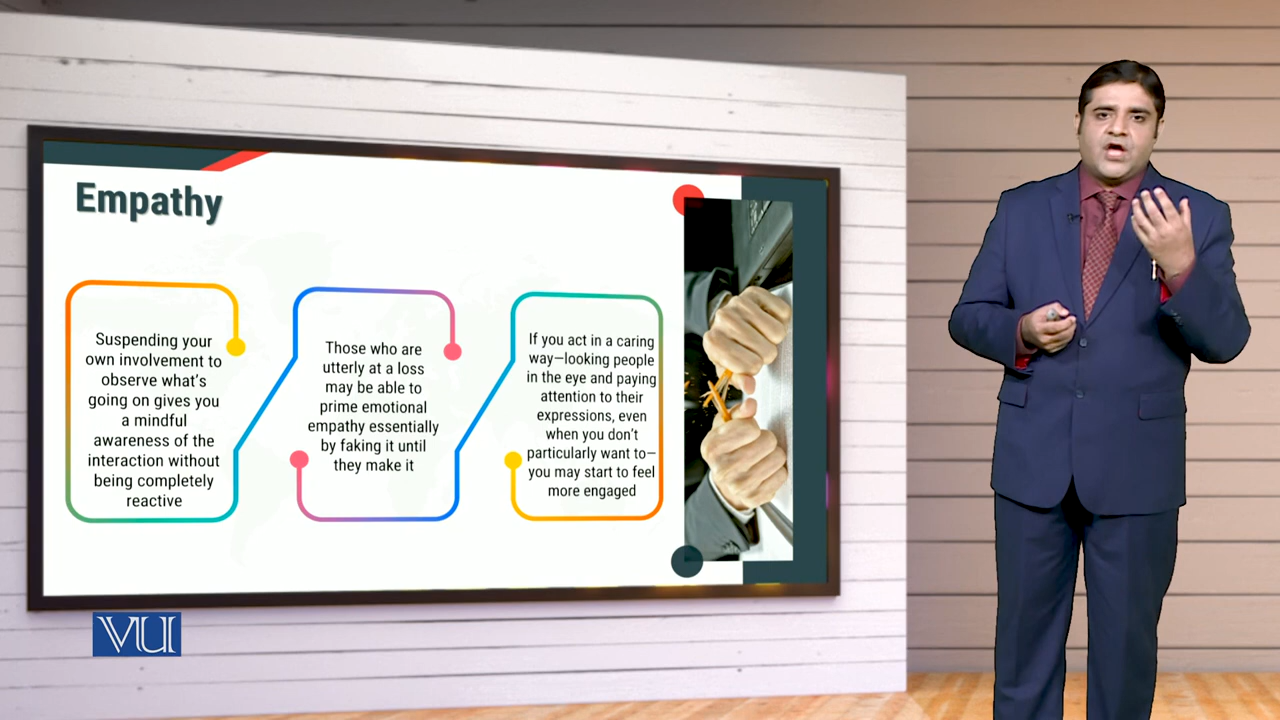 Empathy
Suspending your
own involvement to
observe what's
going on gives you
a mindful
awareness of the
interaction without
being completely
reactive
Those who are
utterly at a loss
may be able to
prime emotional
empathy essentially
by faking it until
they make it
If you act in a caring
way—looking people
in the eye and paying
attention to their
expressions, even
when you don't
particularly want to—
you may start to feel
more engaged
VU